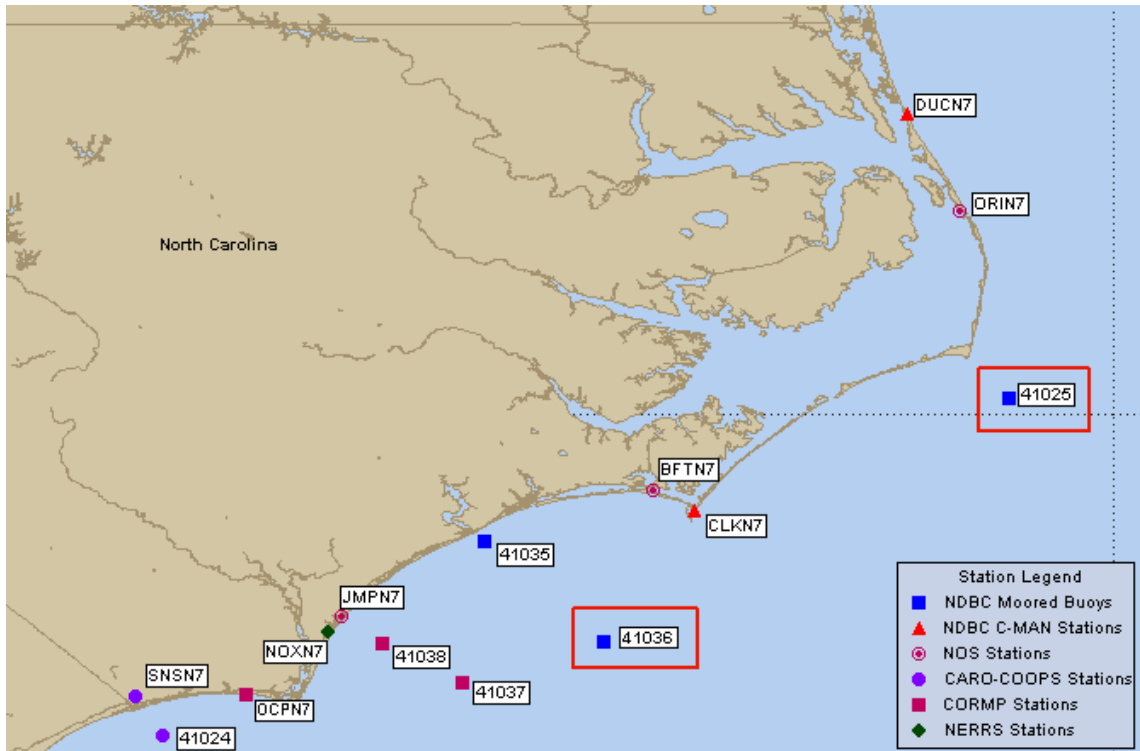 DUCN7
ORIN7
North Carolina
41025
BFTN7
CLKN7
41035
JMPN7
41036
NOXN7
41038
SNSN7
41037
OCPN7
41024
Station Legend
NDBC Moored Buoys
NDBC C-MAN Stations
NOS Stations
CARO-COOPS Stations
CORMP Stations
NERRS Stations